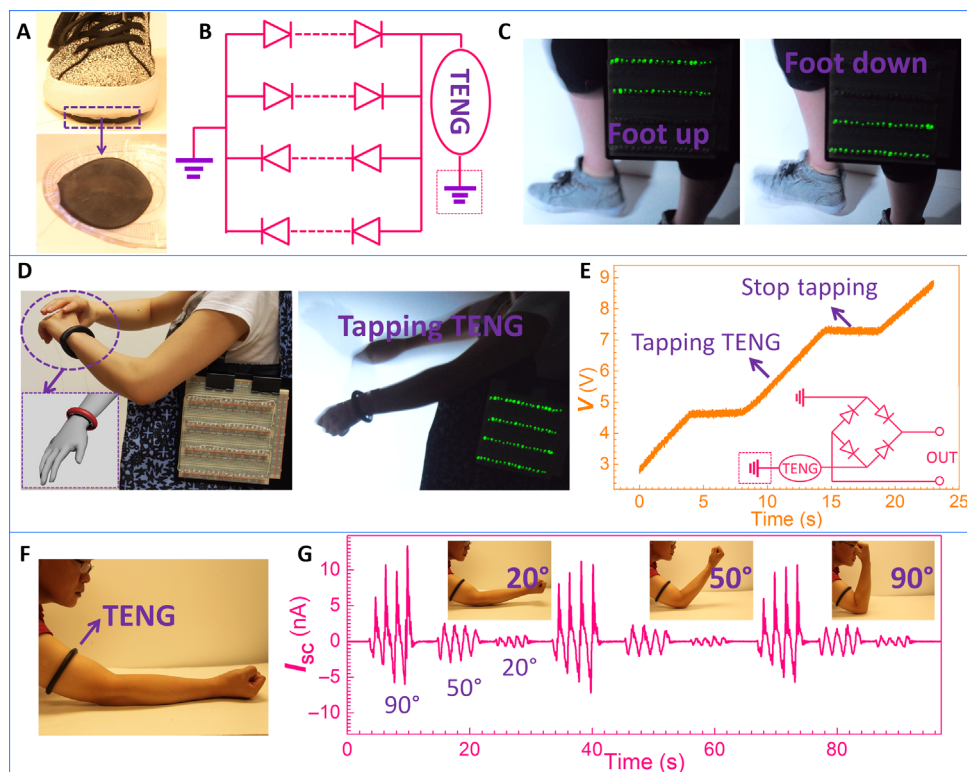 A
B
TENG
C
Foot up
Foot down
D
Tapping TENG
E
V (V)
9
8
7
6
5
4
3
0 5 10 15 20 25
Time (s)
Tapping TENG
Stop tapping
TENG
OUT
F
TENG
G
I SC (nA)
10
5
0
−5
−10
0 20 40 60 80
Time (s)
90°
50°
20°
20°
50°
90°